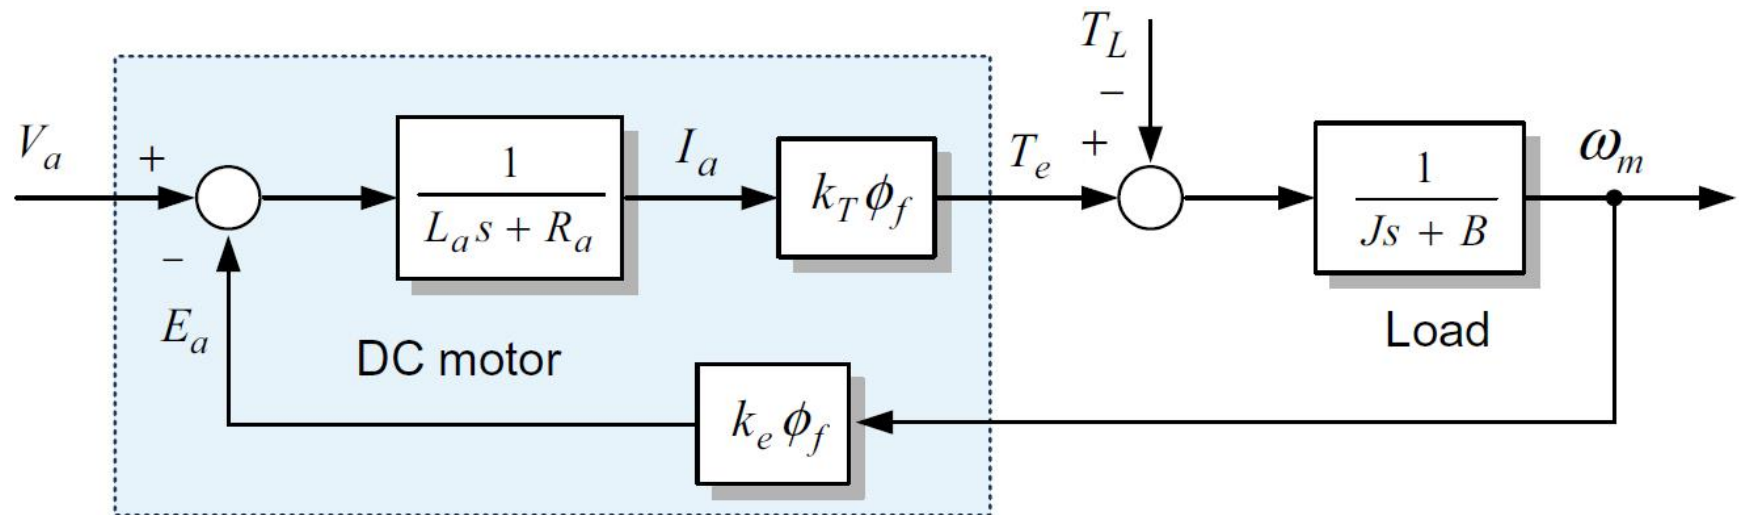 T_L
−
V_a
+
1
L_a s + R_a
I_a
k_T ϕ_f
T_e
+
1
Js + B
ω_m
−
E_a
DC motor
Load
k_e ϕ_f